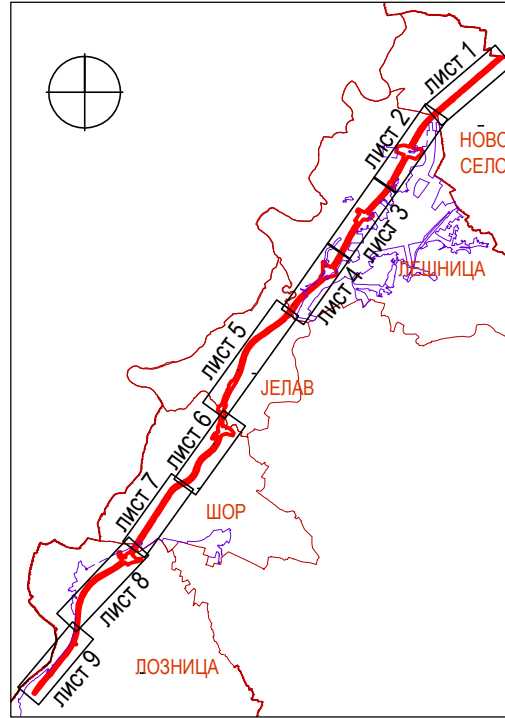 лист 1
лист 2
НОВО
СЕЛО
лист 3
ЛЕШНИЦА
лист 4
лист 5
ЈЕЛАВ
лист 6
лист 7
ШОР
лист 8
ЛОЗНИЦА
лист 9